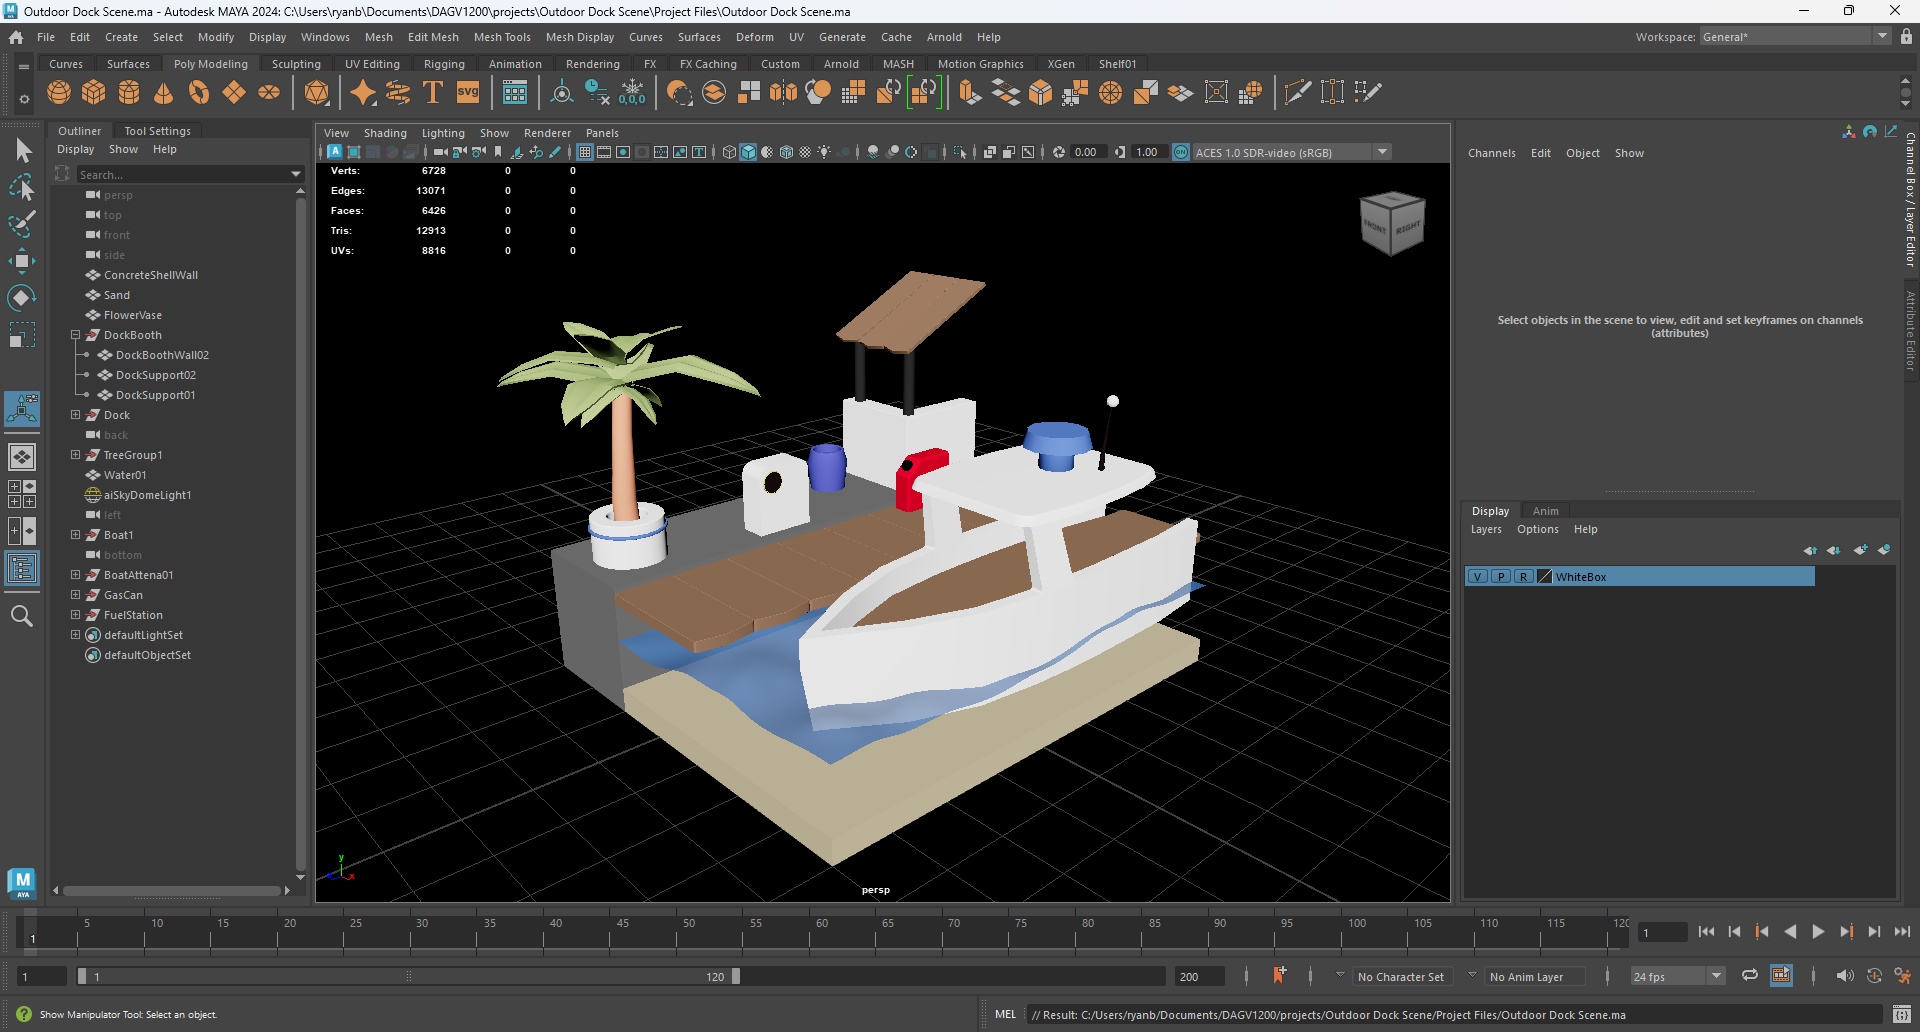 Outdoor Dock Scene.ma - Autodesk MAYA 2024: C:\Users\ryanb\Documents\DAGV1200\projects\Outdoor Dock Scene\Project Files\Outdoor Dock Scene.ma
File Edit Create Select Modify Display Windows Mesh Edit Mesh Mesh Tools Mesh Display Curves Surfaces Deform UV Generate Cache Arnold Help Workspace: General*
Curves Surfaces Poly Modeling Sculpting UV Editing Rigging Animation Rendering FX FX Caching Custom Arnold MASH Motion Graphics XGen Shelf01
T SVG 0,0,0
Outliner Tool Settings
Display Show Help
Search...
persp
top
front
side
ConcreteShellWall
Sand
FlowerVase
DockBooth
DockBoothWall02
DockSupport02
DockSupport01
Dock
back
TreeGroup1
Water01
aiSkyDomeLight1
left
Boat1
bottom
BoatAttena01
GasCan
FuelStation
defaultLightSet
defaultObjectSet
M
AYA
View Shading Lighting Show Renderer Panels
0.00 1.00 ON ACES 1.0 SDR-video (sRGB)
Verts: 6728 0 0
Edges: 13071 0 0
Faces: 6426 0 0
Tris: 12913 0 0
UVs: 8816 0 0
FRONT RIGHT
y
x
persp
Channels Edit Object Show
Select objects in the scene to view, edit and set keyframes on channels
(attributes)
Channel Box / Layer Editor
Attribute Editor
Display Anim
Layers Options Help
V P R WhiteBox
1 5 10 15 20 25 30 35 40 45 50 55 60 65 70 75 80 85 90 95 100 105 110 115 120 1
1 1 120 200 No Character Set No Anim Layer 24 fps
Show Manipulator Tool: Select an object.
MEL // Result: C:/Users/ryanb/Documents/DAGV1200/projects/Outdoor Dock Scene/Project Files/Outdoor Dock Scene.ma